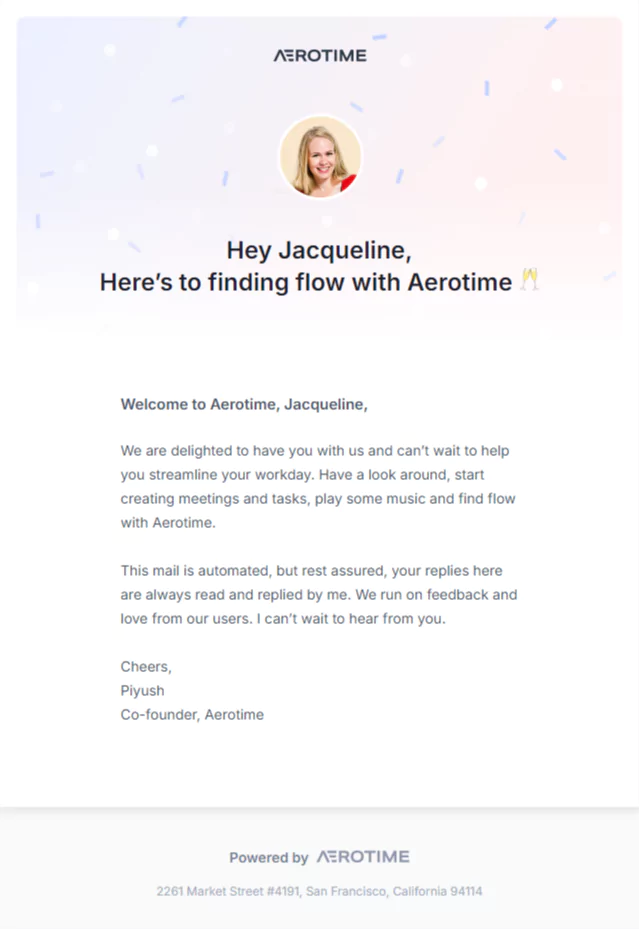 AEROTIME
Hey Jacqueline,
Here’s to finding flow with Aerotime 🥂
Welcome to Aerotime, Jacqueline,
We are delighted to have you with us and can’t wait to help
you streamline your workday. Have a look around, start
creating meetings and tasks, play some music and find flow
with Aerotime.
This mail is automated, but rest assured, your replies here
are always read and replied by me. We run on feedback and
love from our users. I can’t wait to hear from you.
Cheers,
Piyush
Co-founder, Aerotime
Powered by AEROTIME
2261 Market Street #4191, San Francisco, California 94114